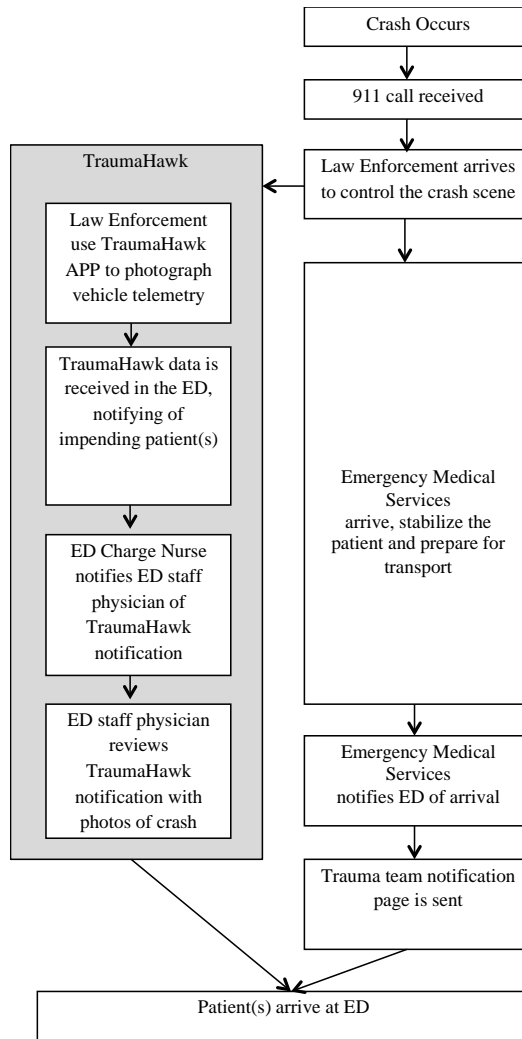 Crash Occurs
911 call received
Law Enforcement arrives
to control the crash scene
TraumaHawk
Law Enforcement
use TraumaHawk
APP to photograph
vehicle telemetry
TraumaHawk data is
received in the ED,
notifying of
impending patient(s)
ED Charge Nurse
notifies ED staff
physician of
TraumaHawk
notification
ED staff physician
reviews
TraumaHawk
notification with
photos of crash
Emergency Medical
Services
arrive, stabilize the
patient and prepare for
transport
Emergency Medical
Services
notifies ED of arrival
Trauma team notification
page is sent
Patient(s) arrive at ED